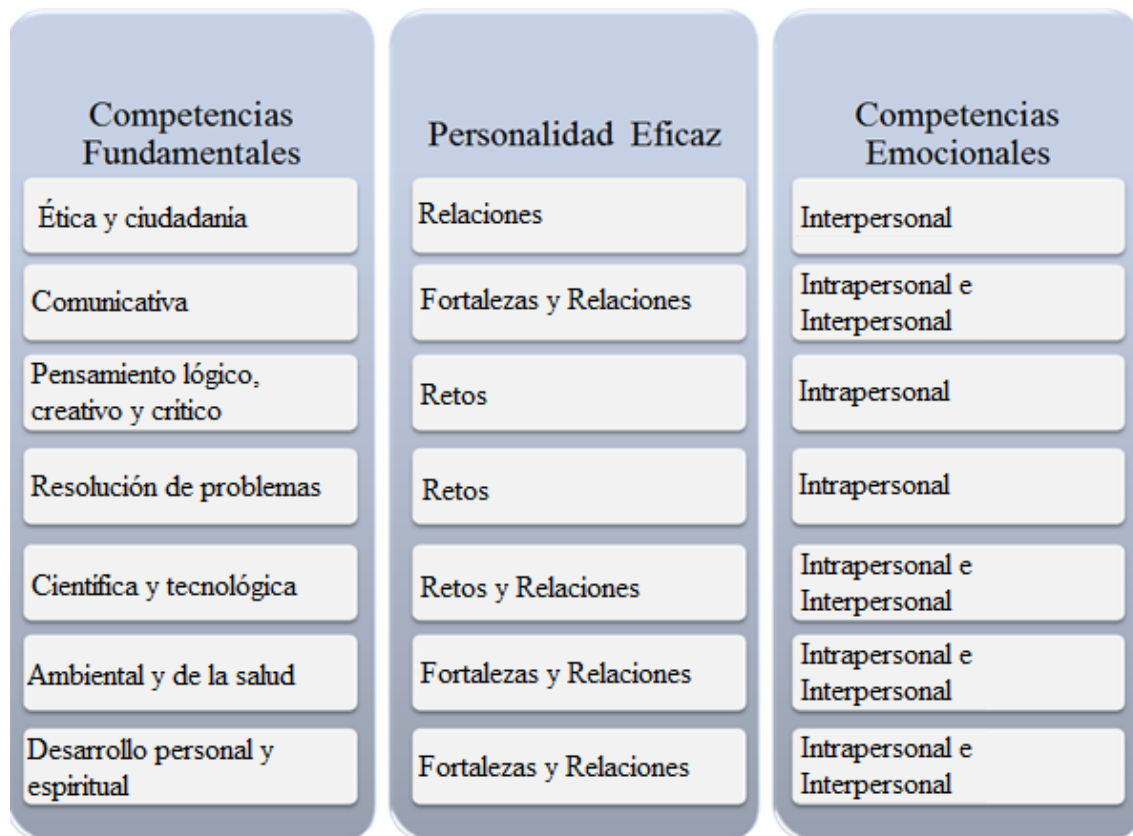 Competencias
Fundamentales
Ética y ciudadanía
Comunicativa
Pensamiento lógico,
creativo y crítico
Resolución de problemas
Científica y tecnológica
Ambiental y de la salud
Desarrollo personal y
espiritual
Personalidad Eficaz
Relaciones
Fortalezas y Relaciones
Retos
Retos
Retos y Relaciones
Fortalezas y Relaciones
Fortalezas y Relaciones
Competencias
Emocionales
Interpersonal
Intrapersonal e
Interpersonal
Intrapersonal
Intrapersonal
Intrapersonal e
Interpersonal
Intrapersonal e
Interpersonal
Intrapersonal e
Interpersonal